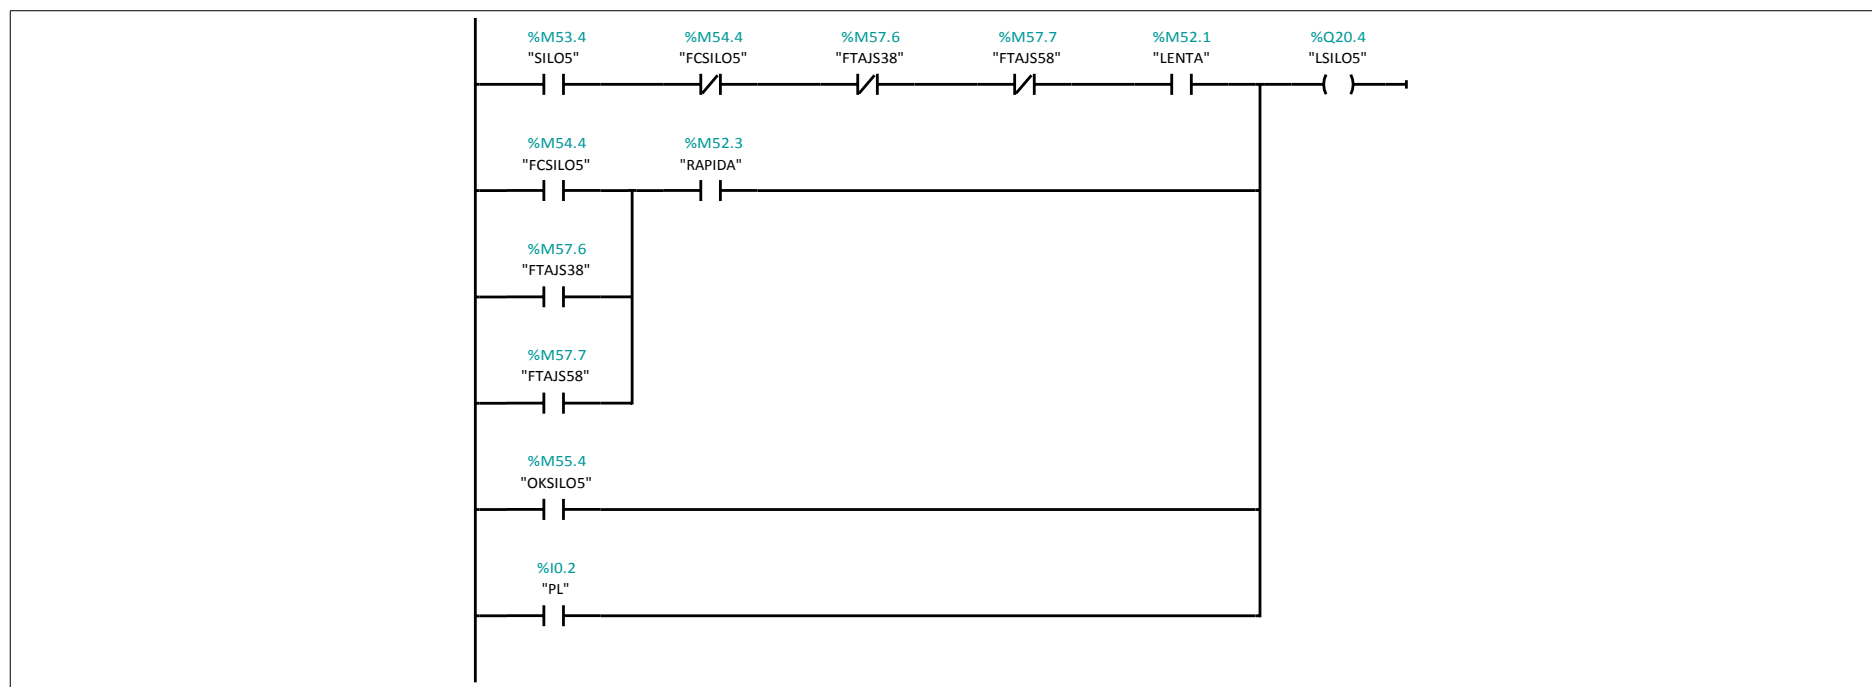 %M53.4 %M54.4 %M57.6 %M57.7 %M52.1 %Q20.4
"SILO5" "FCSILO5" "FTAJS38" "FTAJS58" "LENTA" "LSILO5"
%M54.4 %M52.3
"FCSILO5" "RAPIDA"
%M57.6
"FTAJS38"
%M57.7
"FTAJS58"
%M55.4
"OKSILO5"
%I0.2
"PL"